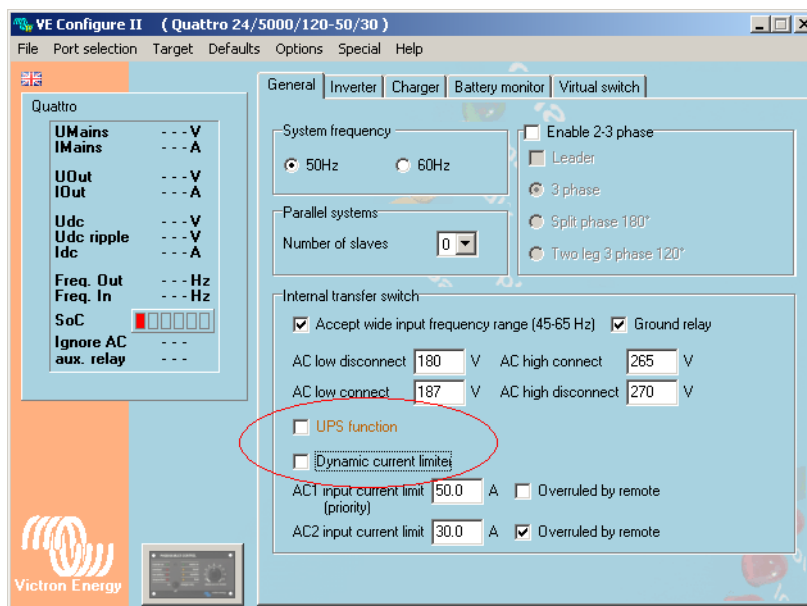 VE Configure II ( Quattro 24/5000/120-50/30 )
File Port selection Target Defaults Options Special Help
General Inverter Charger Battery monitor Virtual switch
Quattro
UMains - - - V
IMains - - - A
UOut - - - V
IOut - - - A
Udc - - - V
Udc ripple - - - V
Idc - - - A
Freq. Out - - - Hz
Freq. In - - - Hz
SoC
Ignore AC - - -
aux. relay - - -
System frequency
50Hz 60Hz
Parallel systems
Number of slaves 0
Enable 2-3 phase
Leader
3 phase
Split phase 180°
Two leg 3 phase 120°
Internal transfer switch
Accept wide input frequency range (45-65 Hz) Ground relay
AC low disconnect 180 V AC high connect 265 V
AC low connect 187 V AC high disconnect 270 V
UPS function
Dynamic current limiter
AC1 input current limit 50.0 A Overruled by remote
(priority)
AC2 input current limit 30.0 A Overruled by remote
Victron Energy